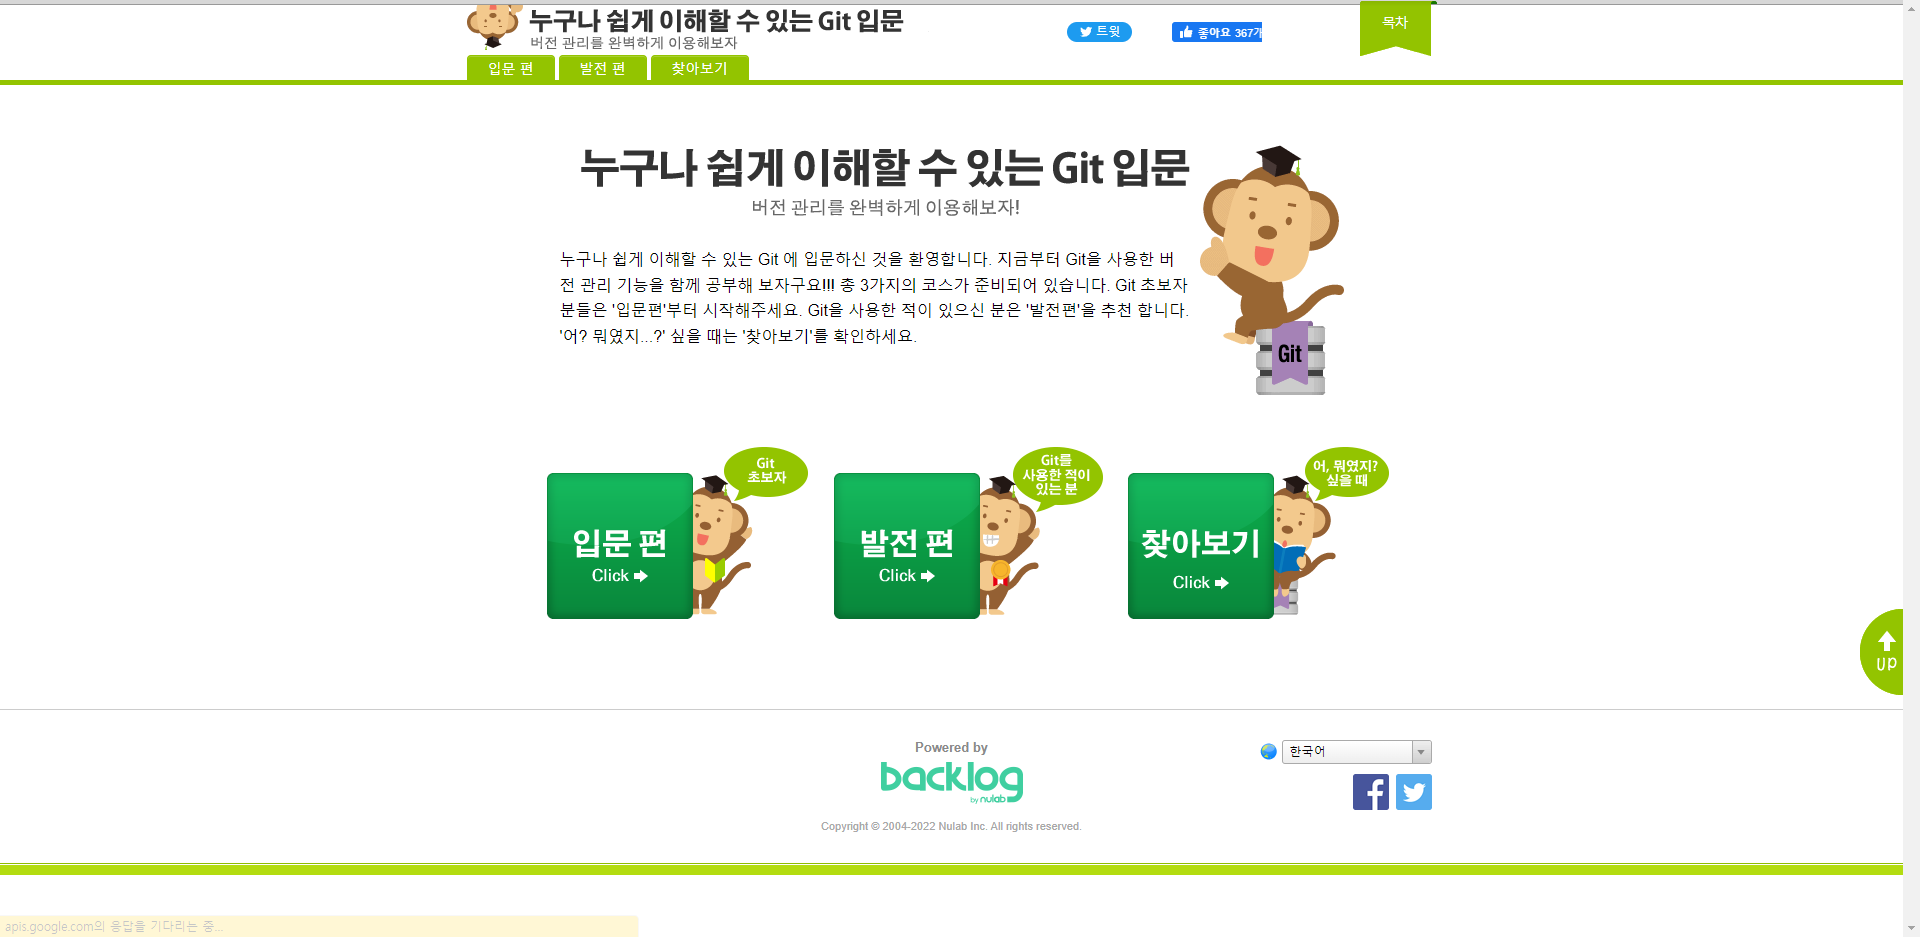 누구나 쉽게 이해할 수 있는 Git 입문
버전 관리를 완벽하게 이용해보자
트윗
좋아요 367개
목차
입문 편
발전 편
찾아보기
누구나 쉽게 이해할 수 있는 Git 입문
버전 관리를 완벽하게 이용해보자!
누구나 쉽게 이해할 수 있는 Git 에 입문하신 것을 환영합니다. 지금부터 Git을 사용한 버
전 관리 기능을 함께 공부해 보자구요!!! 총 3가지의 코스가 준비되어 있습니다. Git 초보자
분들은 '입문편'부터 시작해주세요. Git을 사용한 적이 있으신 분은 '발전편'을 추천 합니다.
'어? 뭐였지...?' 싶을 때는 '찾아보기'를 확인하세요.
Git
Git
초보자
입문 편
Click
Git를
사용한 적이
있는 분
발전 편
Click
어, 뭐였지?
싶을 때
찾아보기
Click
UP
Powered by
backlog
by nulab
한국어
Copyright © 2004-2022 Nulab Inc. All rights reserved.
apis.google.com의 응답을 기다리는 중...